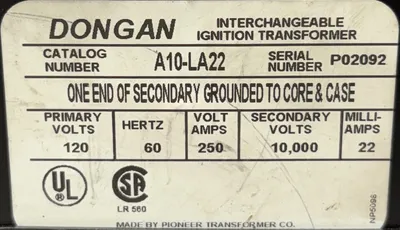 DONGAN INTERCHANGEABLE
IGNITION TRANSFORMER
CATALOG NUMBER A10-LA22 SERIAL NUMBER P02092
ONE END OF SECONDARY GROUNDED TO CORE & CASE
PRIMARY VOLTS HERTZ VOLT AMPS SECONDARY VOLTS MILLI-AMPS
120 60 250 10,000 22
UL SA
LR 560
NP5098
MADE BY PIONEER TRANSFORMER CO.